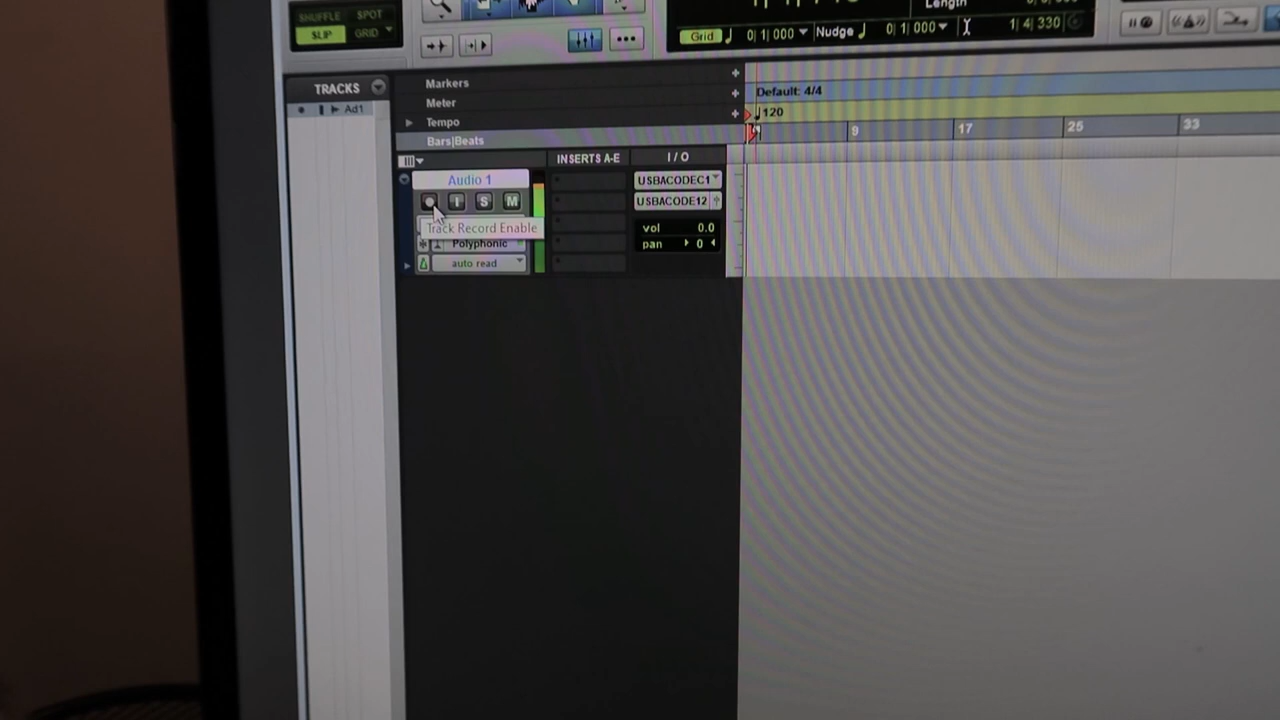 SHUFFLE SPOT
SLIP GRID
Length
Grid 0| 1| 000 Nudge 0| 1| 000 1| 4| 330
TRACKS
Markers
Ad1
Meter
Default: 4/4
Tempo
120
Bars|Beats
9 17 25 33
INSERTS A-E I / O
Audio 1
USBACODEC1
I S M
USBACODE12
Track Record Enable
vol 0.0
Polyphonic
pan 0
auto read